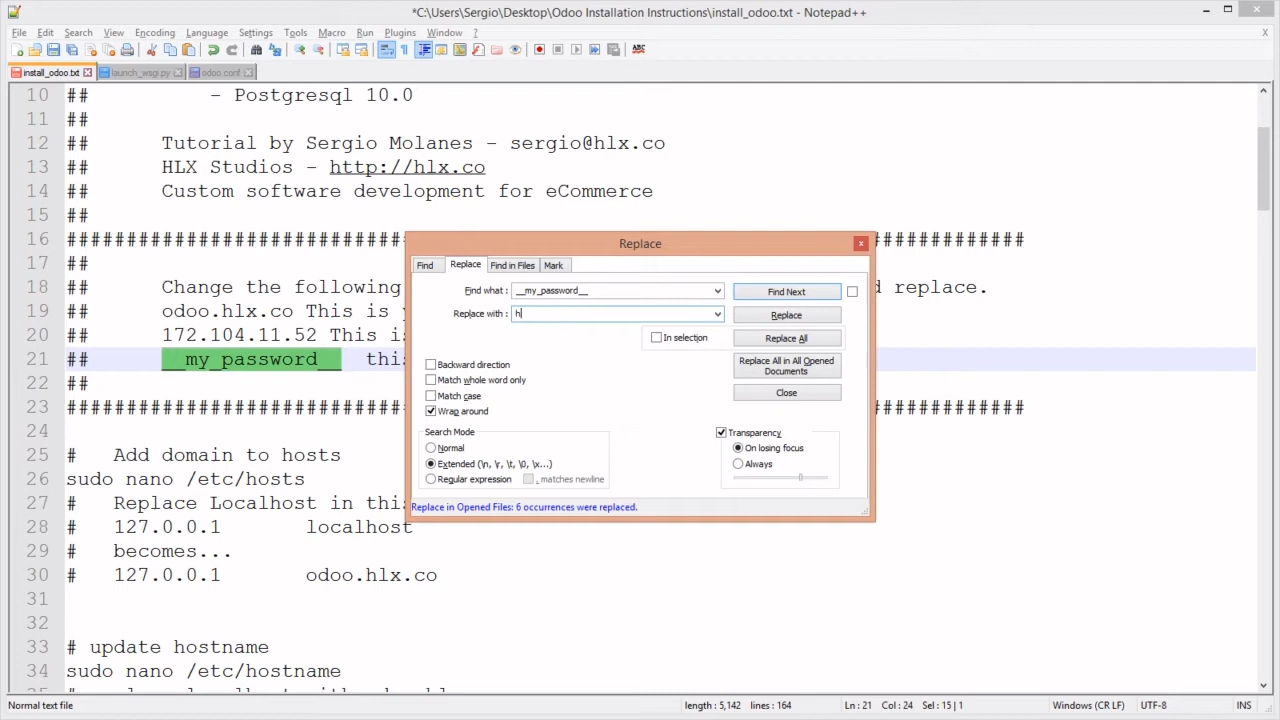 *C:\Users\Sergio\Desktop\Odoo Installation Instructions\install_odoo.txt - Notepad++
File Edit Search View Encoding Language Settings Tools Macro Run Plugins Window ?
install_odoo.txt launch_wsgi.py odoo.conf
10 ## - Postgresql 10.0
11 ##
12 ## Tutorial by Sergio Molanes - sergio@hlx.co
13 ## HLX Studios - http://hlx.co
14 ## Custom software development for eCommerce
15 ##
16 ################################################################################
17 ##
18 ## Change the following d replace.
19 ## odoo.hlx.co This is
20 ## 172.104.11.52 This is
21 ## __my_password__ this
22 ##
23 ################################################################################
24
25 # Add domain to hosts
26 sudo nano /etc/hosts
27 # Replace Localhost in this
28 # 127.0.0.1 localhost
29 # becomes...
30 # 127.0.0.1 odoo.hlx.co
31
32
33 # update hostname
34 sudo nano /etc/hostname
Replace
Find Replace Find in Files Mark
Find what : __my_password__ Find Next
Replace with : h Replace
In selection Replace All
Backward direction
Match whole word only
Match case
Wrap around
Replace All in All Opened Documents
Close
Search Mode
Normal
Extended (\n, \r, \t, \0, \x...)
Regular expression . matches newline
Transparency
On losing focus
Always
Replace in Opened Files: 6 occurrences were replaced.
Normal text file length : 5,142 lines : 164 Ln : 21 Col : 24 Sel : 15 | 1 Windows (CR LF) UTF-8 INS